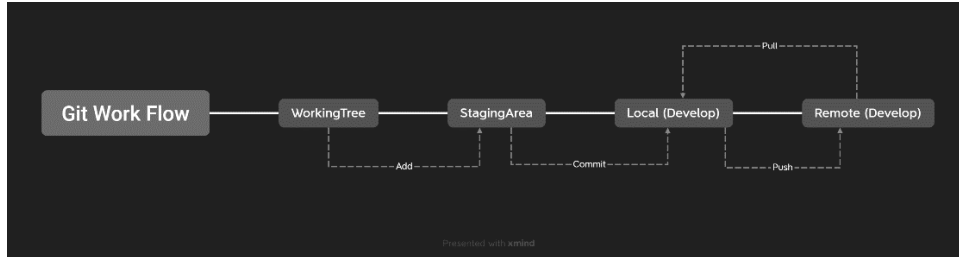 Pull
Git Work Flow
WorkingTree
StagingArea
Local (Develop)
Remote (Develop)
Add
Commit
Push
Presented with xmind